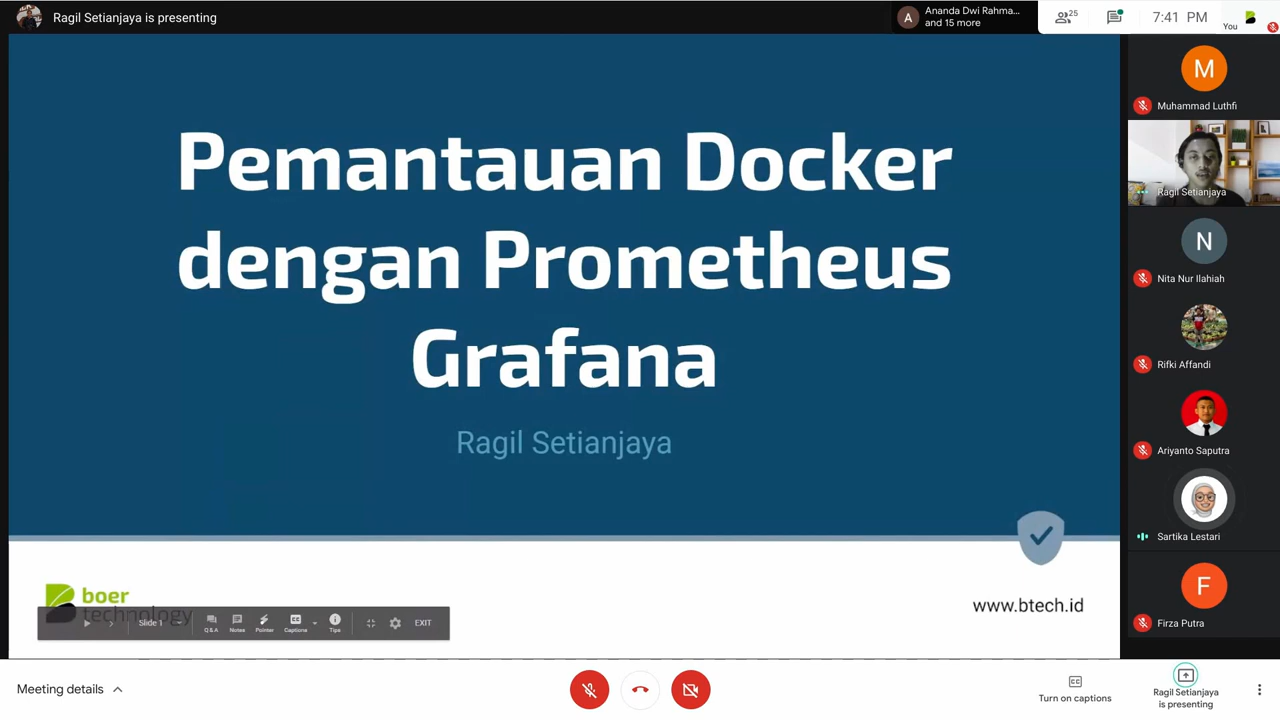 Ragil Setianjaya is presenting
A
Ananda Dwi Rahma...
and 15 more
25
7:41 PM
You
Pemantauan Docker
dengan Prometheus
Grafana
Ragil Setianjaya
boer
technology
www.btech.id
Slide 1
Q & A
Notes
Pointer
Captions
Tips
EXIT
M
Muhammad Luthfi
Ragil Setianjaya
N
Nita Nur Ilahiah
Rifki Affandi
Ariyanto Saputra
Sartika Lestari
F
Firza Putra
Meeting details
Turn on captions
Ragil Setianjaya
is presenting